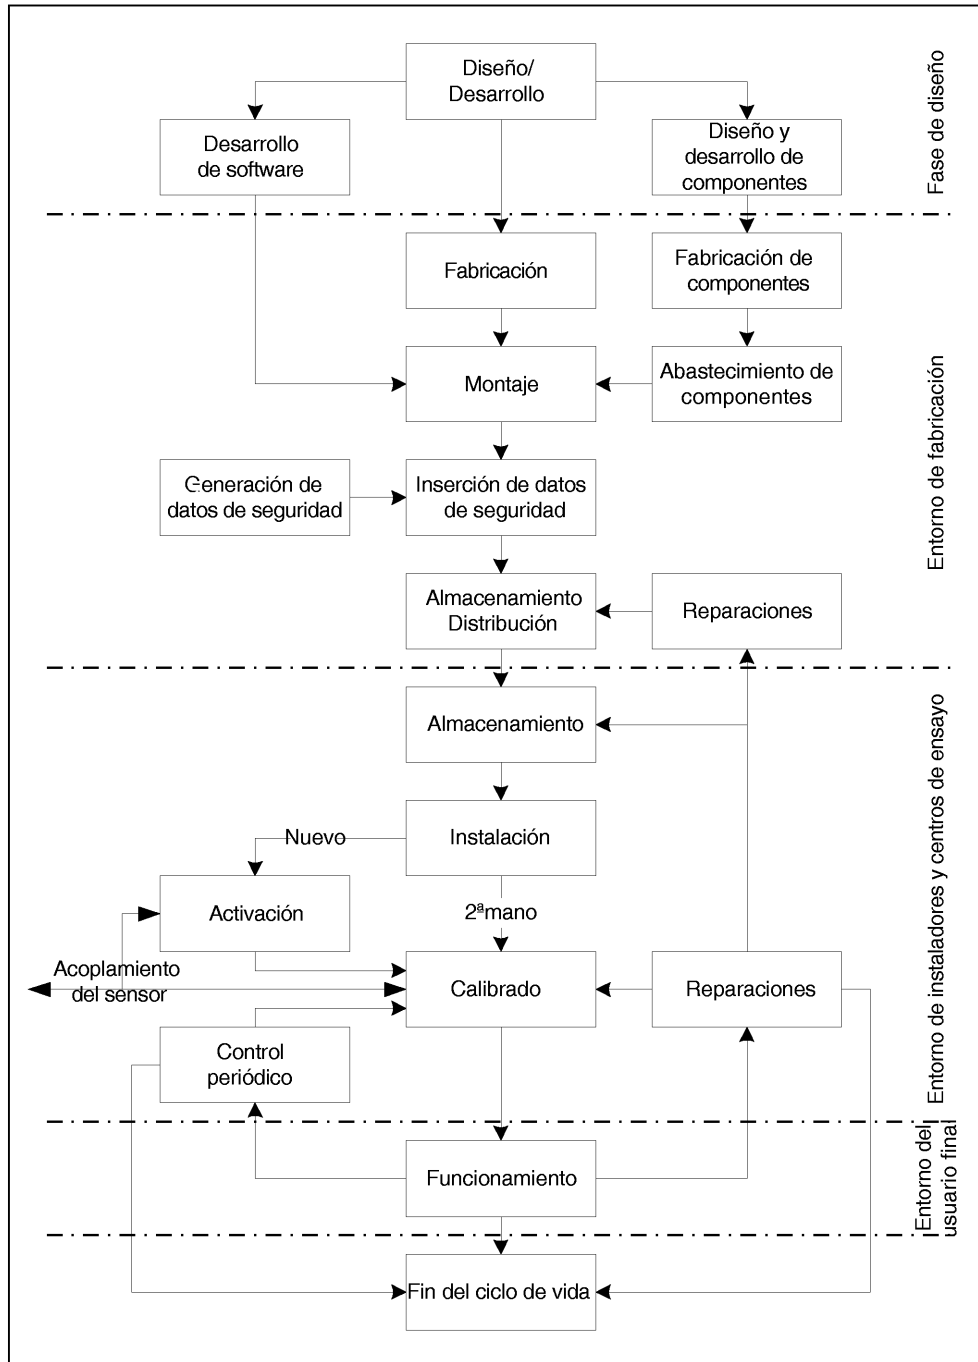 Diseño/
Desarrollo
Desarrollo
de software
Diseño y
desarrollo de
componentes
Fase de diseño
Fabricación
Fabricación de
componentes
Montaje
Abastecimiento de
componentes
Generación de
datos de seguridad
Inserción de datos
de seguridad
Almacenamiento
Distribución
Reparaciones
Entorno de fabricación
Almacenamiento
Instalación
Nuevo
Activación
2ªmano
Acoplamiento
del sensor
Calibrado
Reparaciones
Control
periódico
Entorno de instaladores y centros de ensayo
Funcionamiento
Entorno del
usuario final
Fin del ciclo de vida